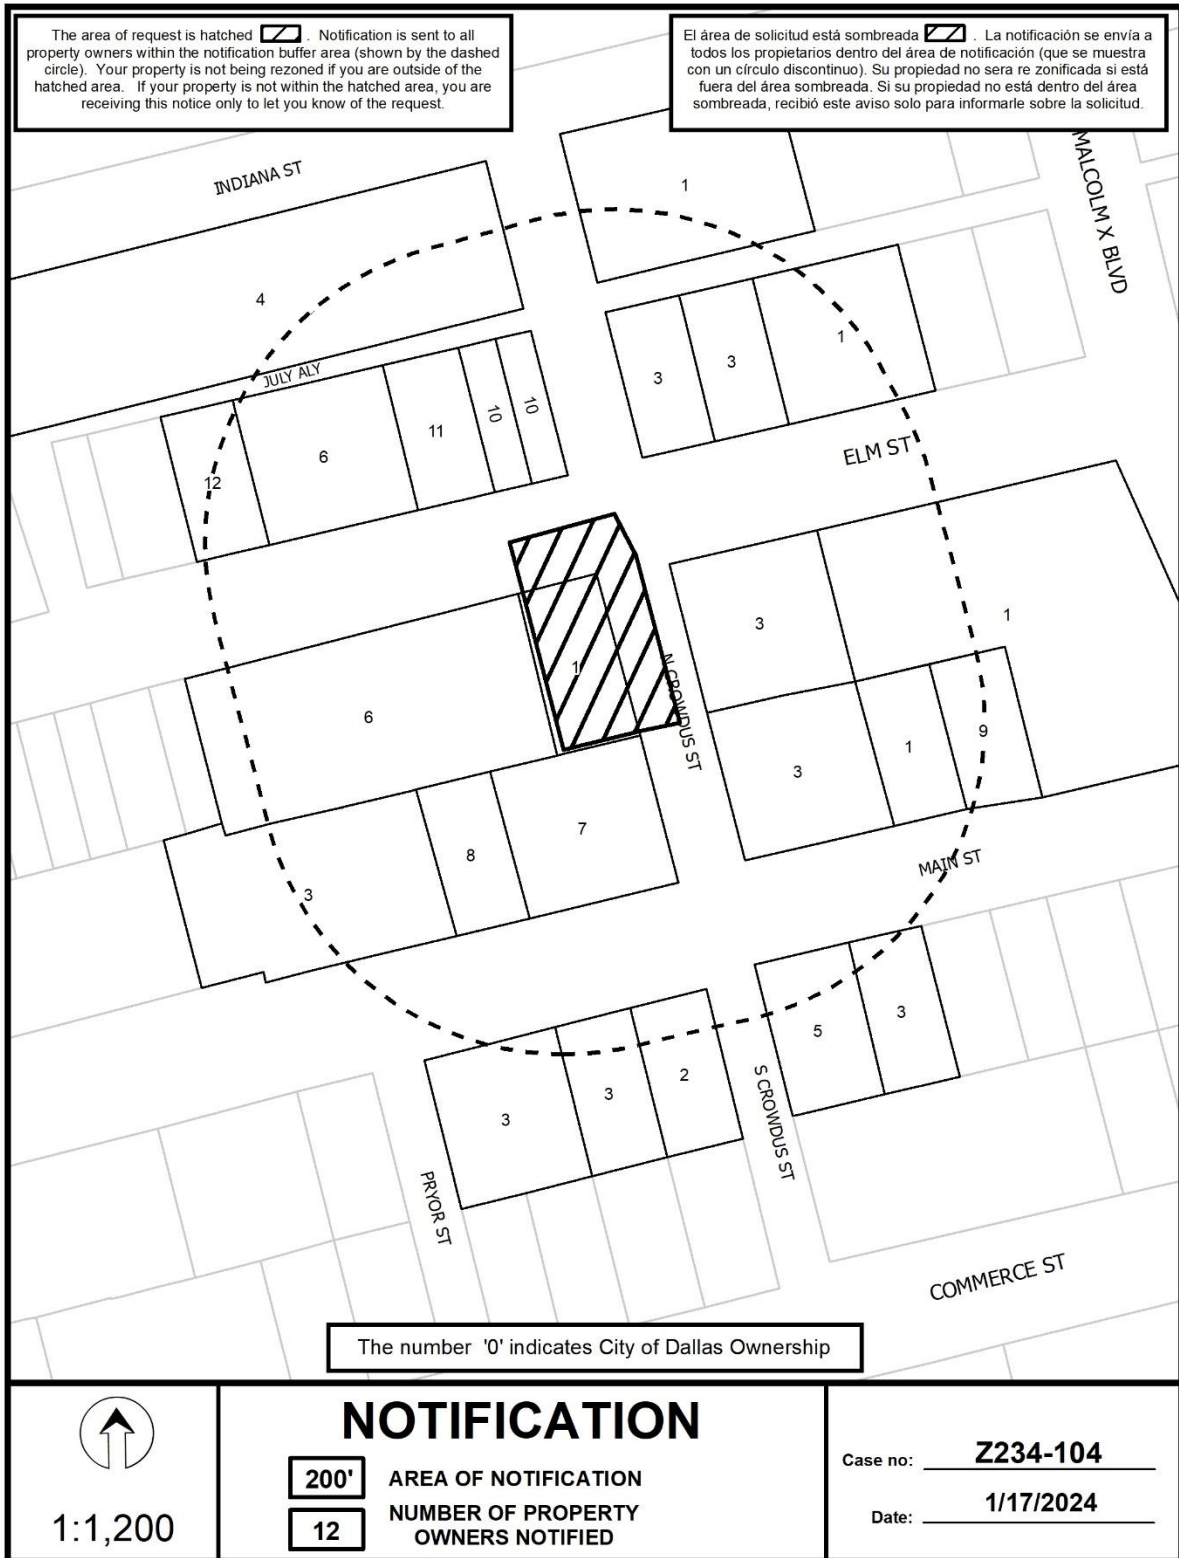 The area of request is hatched . Notification is sent to all
property owners within the notification buffer area (shown by the dashed
circle). Your property is not being rezoned if you are outside of the
hatched area. If your property is not within the hatched area, you are
receiving this notice only to let you know of the request.
El área de solicitud está sombreada . La notificación se envía a
todos los propietarios dentro del área de notificación (que se muestra
con un círculo discontinuo). Su propiedad no sera re zonificada si está
fuera del área sombreada. Si su propiedad no está dentro del área
sombreada, recibió este aviso solo para informarle sobre la solicitud.
INDIANA ST
MALCOLM X BLVD
1
4
1
3
3
JULY ALY
10
10
11
6
12
ELM ST
3
1
1
N CROWDUS ST
6
9
1
3
7
8
3
MAIN ST
3
5
2
3
3
S CROWDUS ST
PRYOR ST
COMMERCE ST
The number '0' indicates City of Dallas Ownership
1:1,200
NOTIFICATION
200' AREA OF NOTIFICATION
12 NUMBER OF PROPERTY
OWNERS NOTIFIED
Case no: Z234-104
Date: 1/17/2024